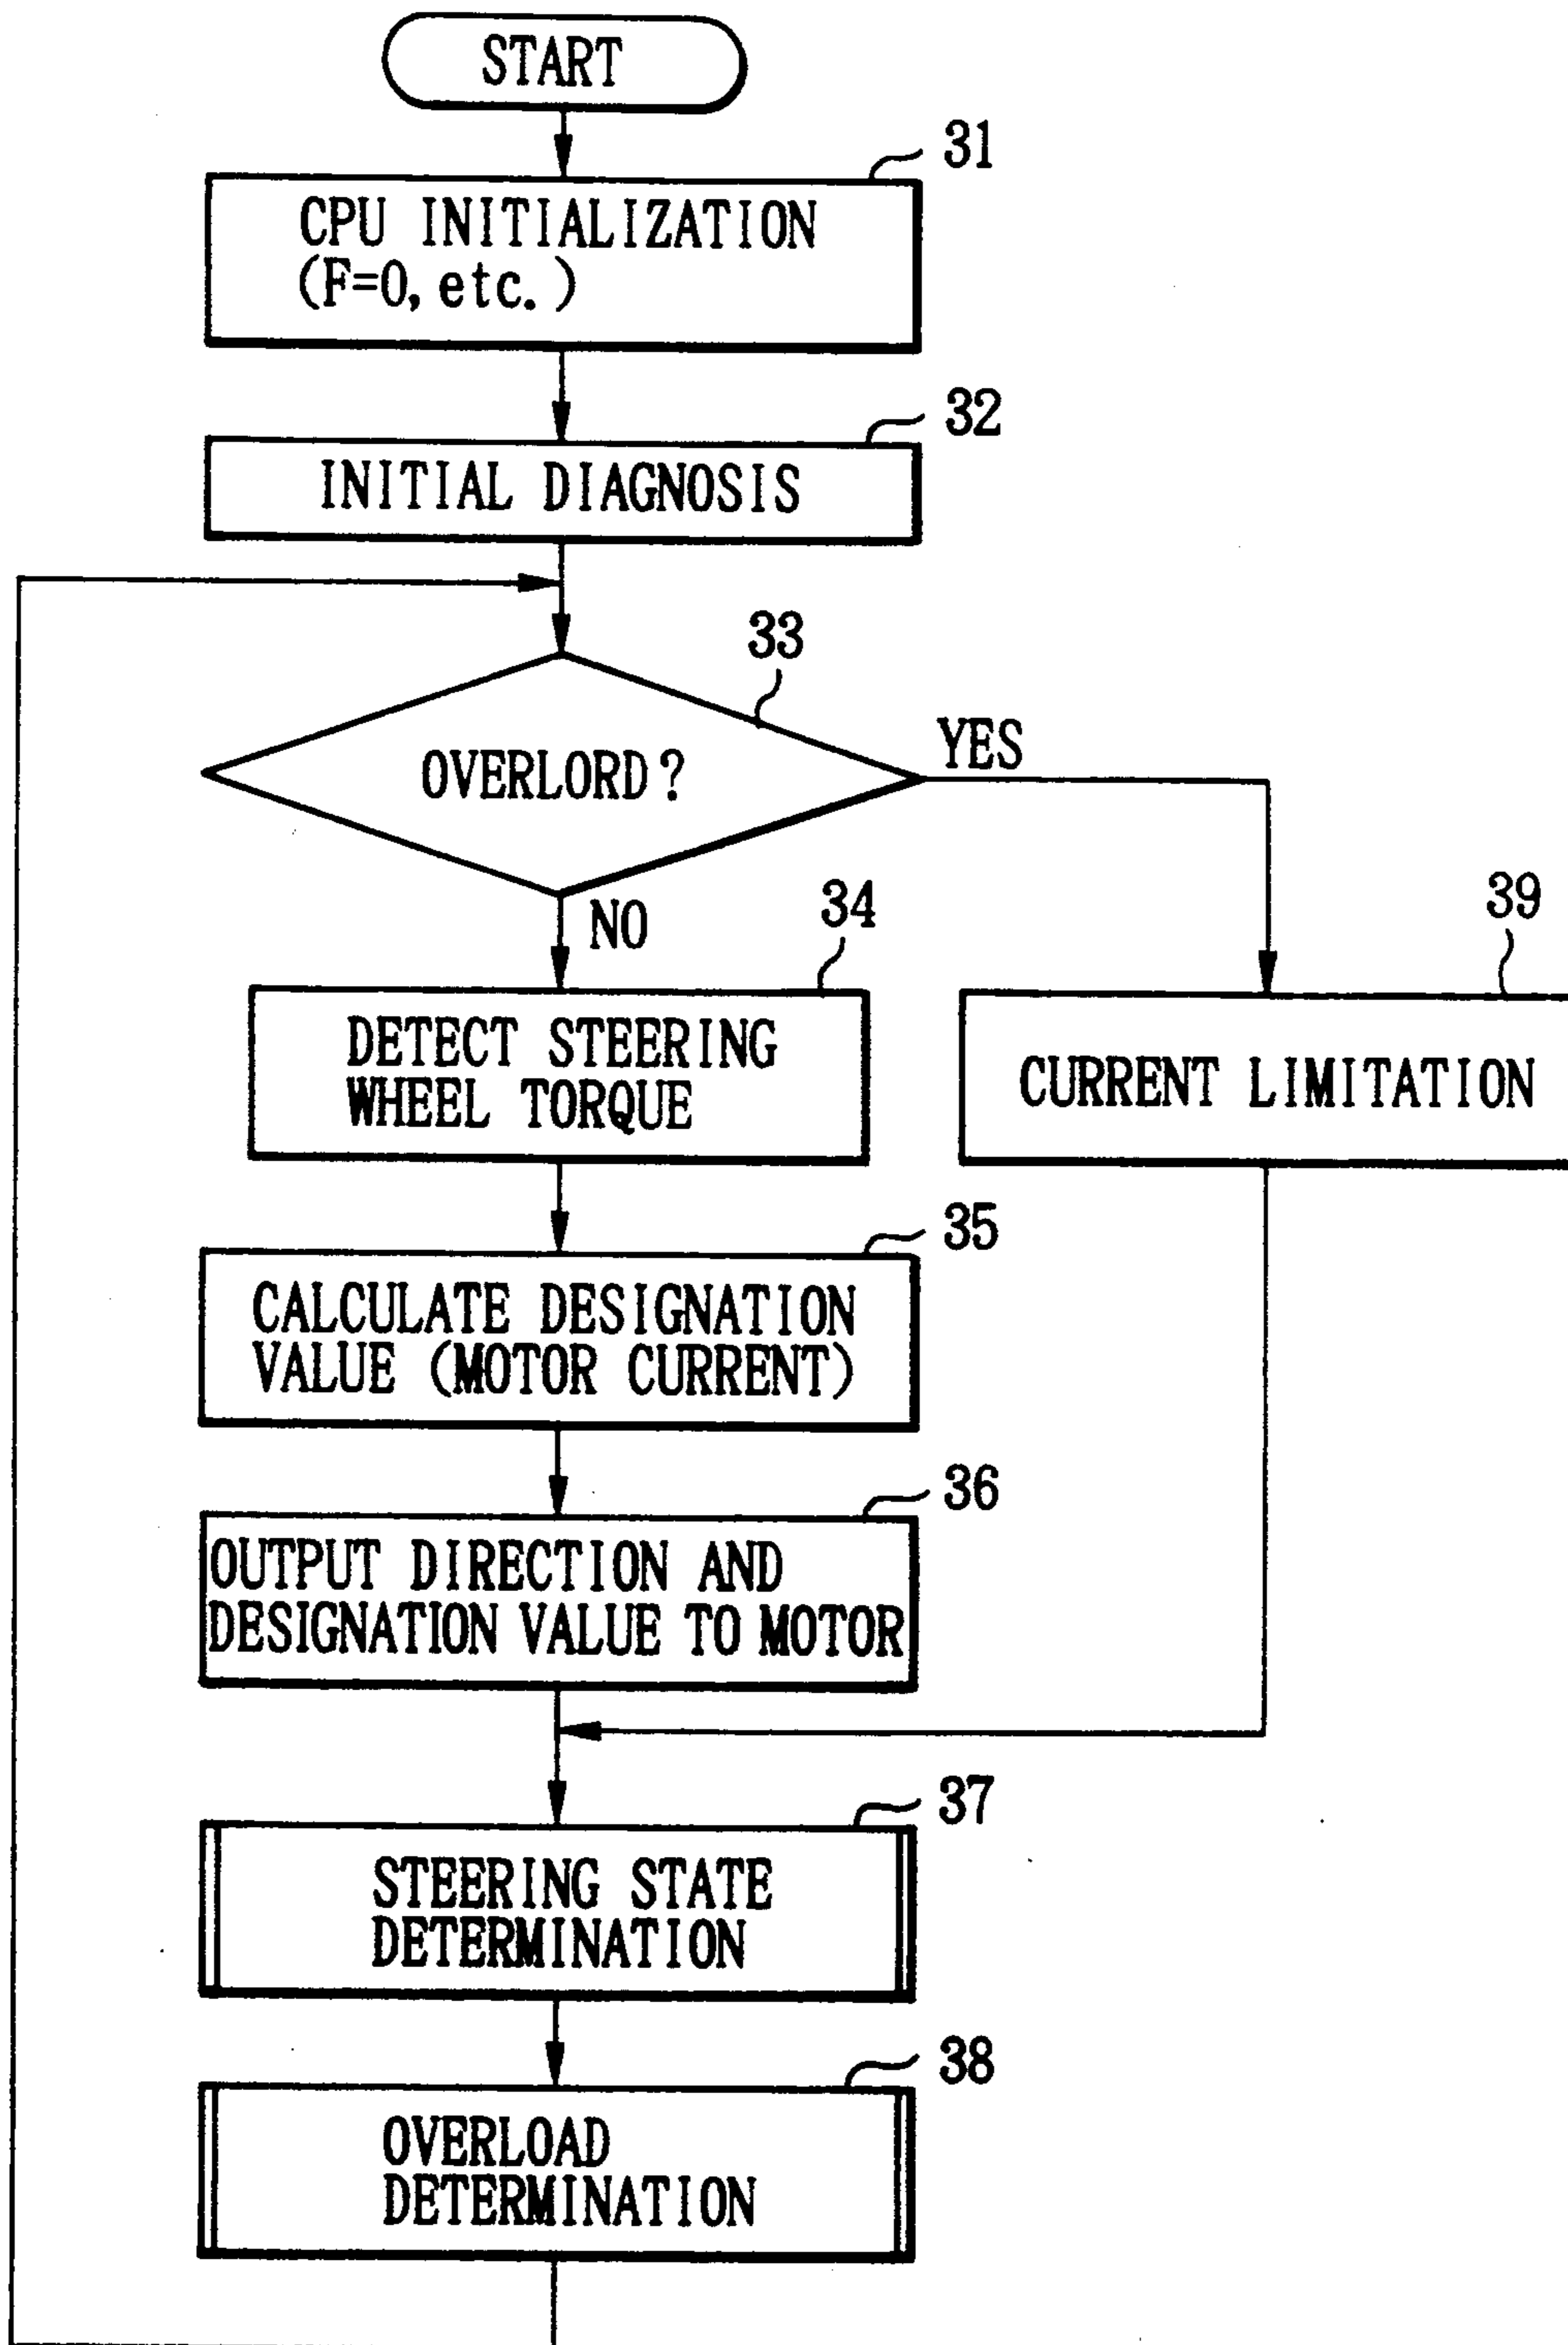 START
31
CPU INITIALIZATION
(F=0, etc.)
32
INITIAL DIAGNOSIS
33
OVERLORD?
YES
NO
34
DETECT STEERING
WHEEL TORQUE
39
CURRENT LIMITATION
35
CALCULATE DESIGNATION
VALUE (MOTOR CURRENT)
36
OUTPUT DIRECTION AND
DESIGNATION VALUE TO MOTOR
37
STEERING STATE
DETERMINATION
38
OVERLOAD
DETERMINATION